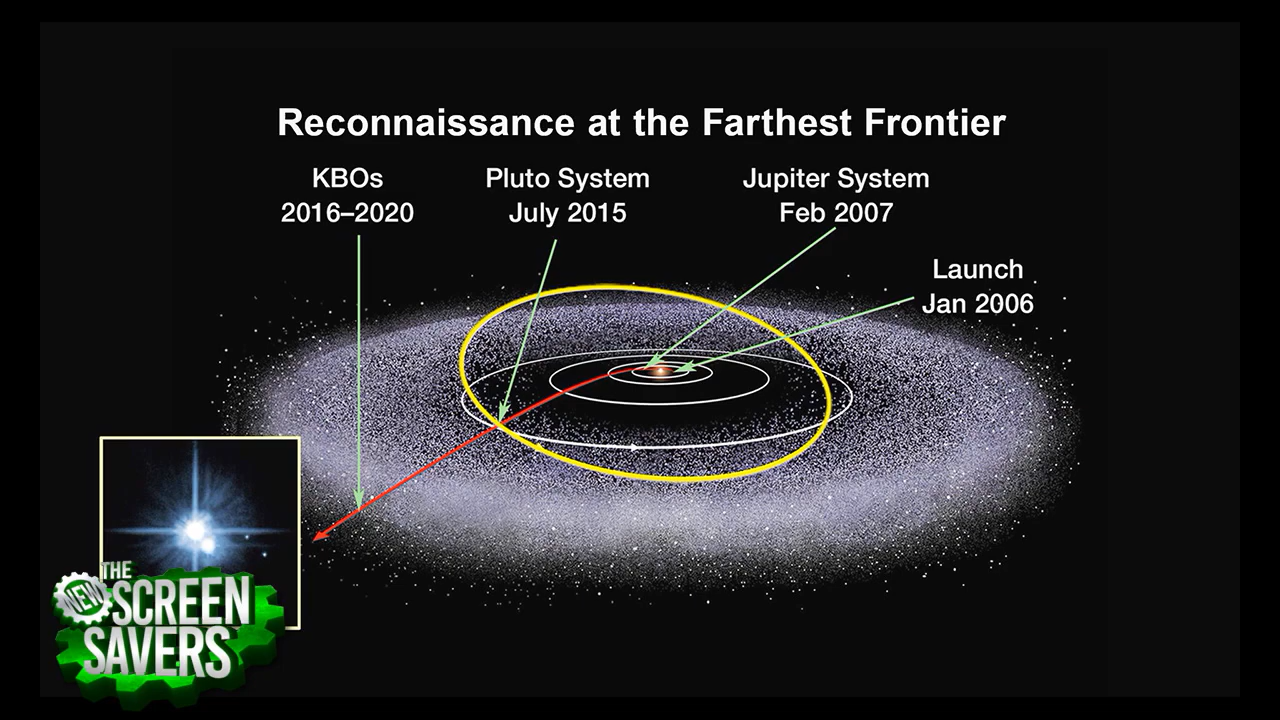 Reconnaissance at the Farthest Frontier
KBOs
2016–2020
Pluto System
July 2015
Jupiter System
Feb 2007
Launch
Jan 2006
THE
NEW
SCREEN
SAVERS